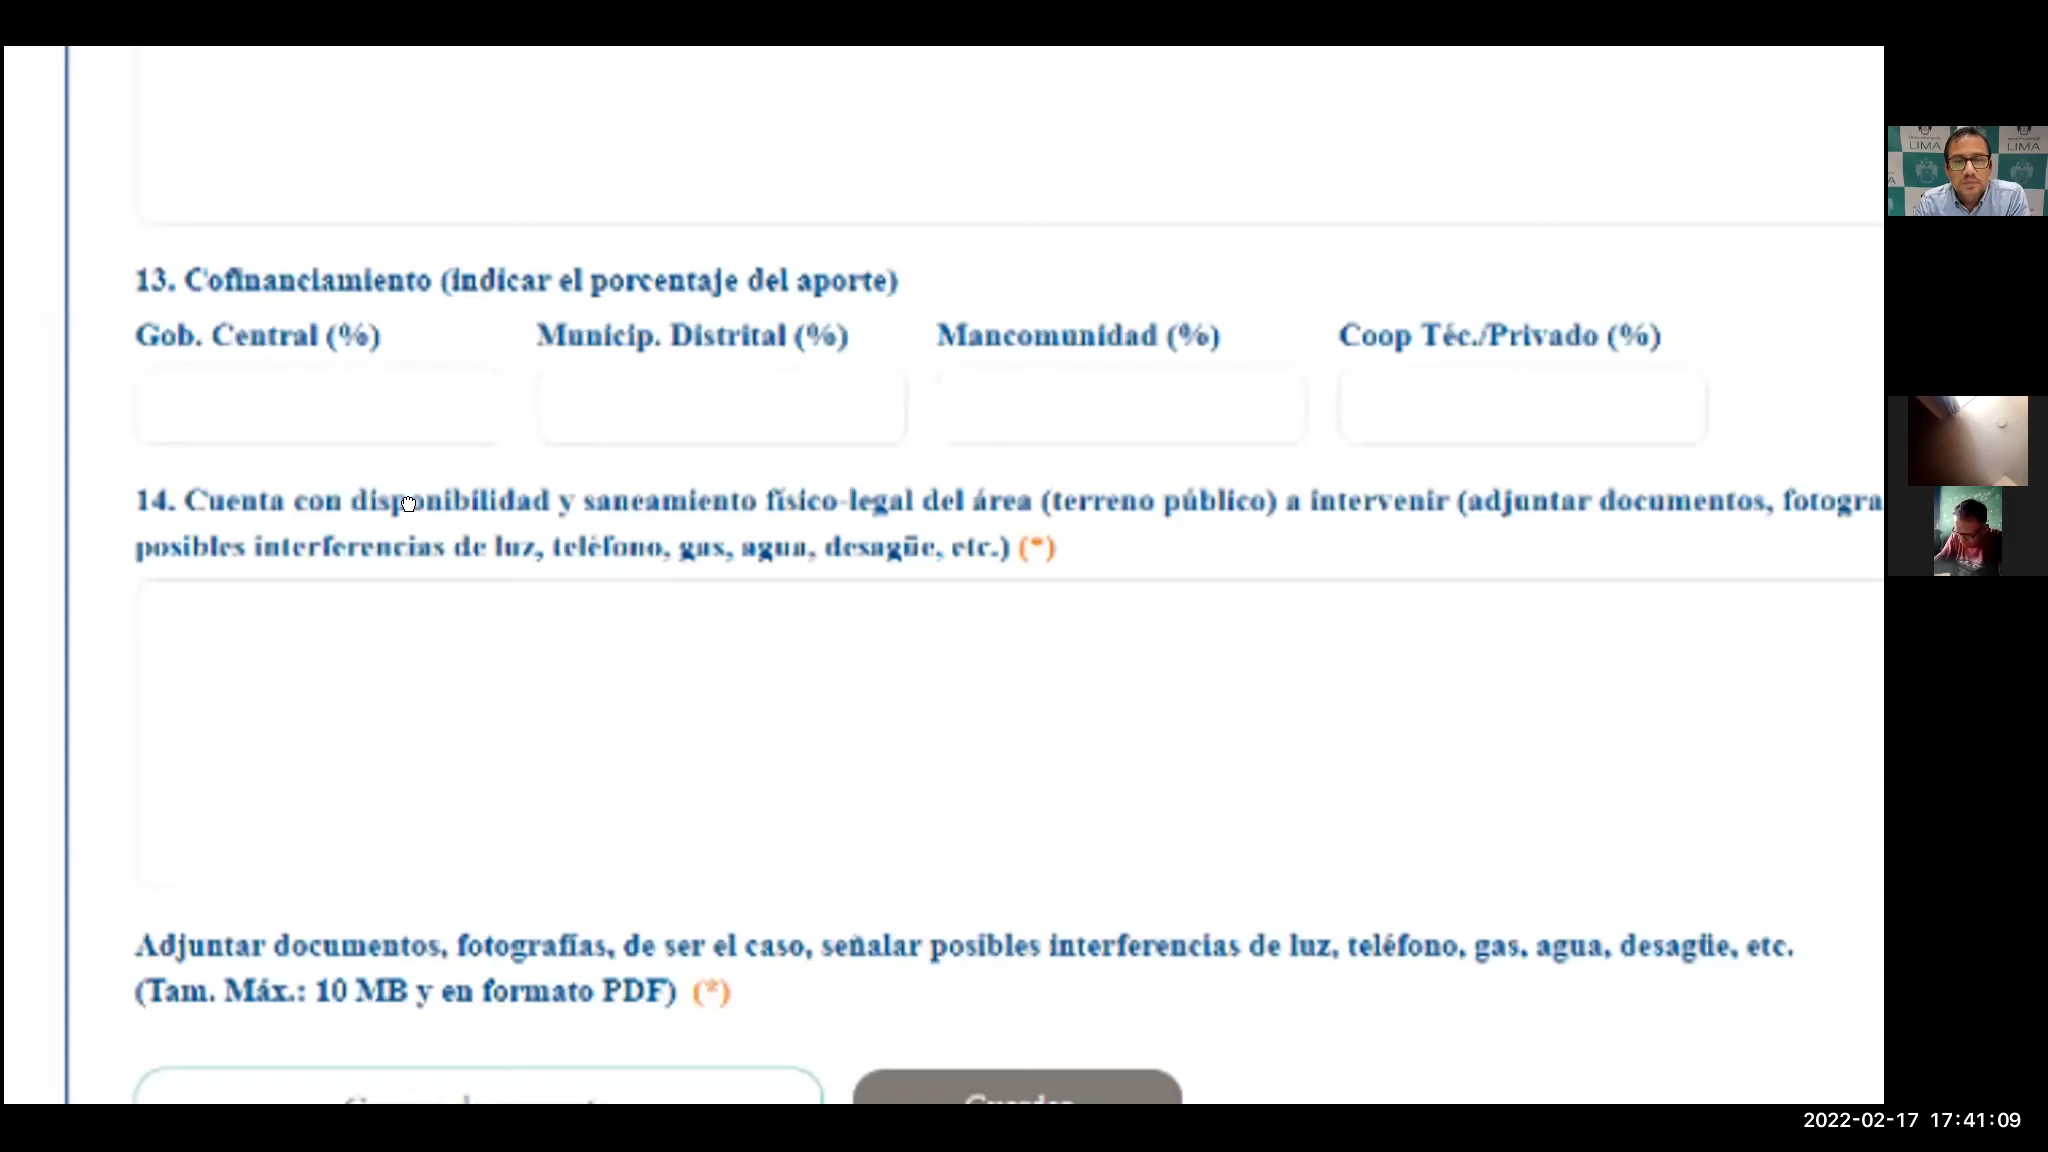 13. Cofinanciamiento (indicar el porcentaje del aporte)
Gob. Central (%) Municip. Distrital (%) Mancomunidad (%) Coop Téc./Privado (%)
14. Cuenta con disponibilidad y saneamiento físico-legal del área (terreno público) a intervenir (adjuntar documentos, fotogra
posibles interferencias de luz, teléfono, gas, agua, desagüe, etc.) (*)
Adjuntar documentos, fotografías, de ser el caso, señalar posibles interferencias de luz, teléfono, gas, agua, desagüe, etc.
(Tam. Máx.: 10 MB y en formato PDF) (*)
LIMA
LIMA
2022-02-17 17:41:09